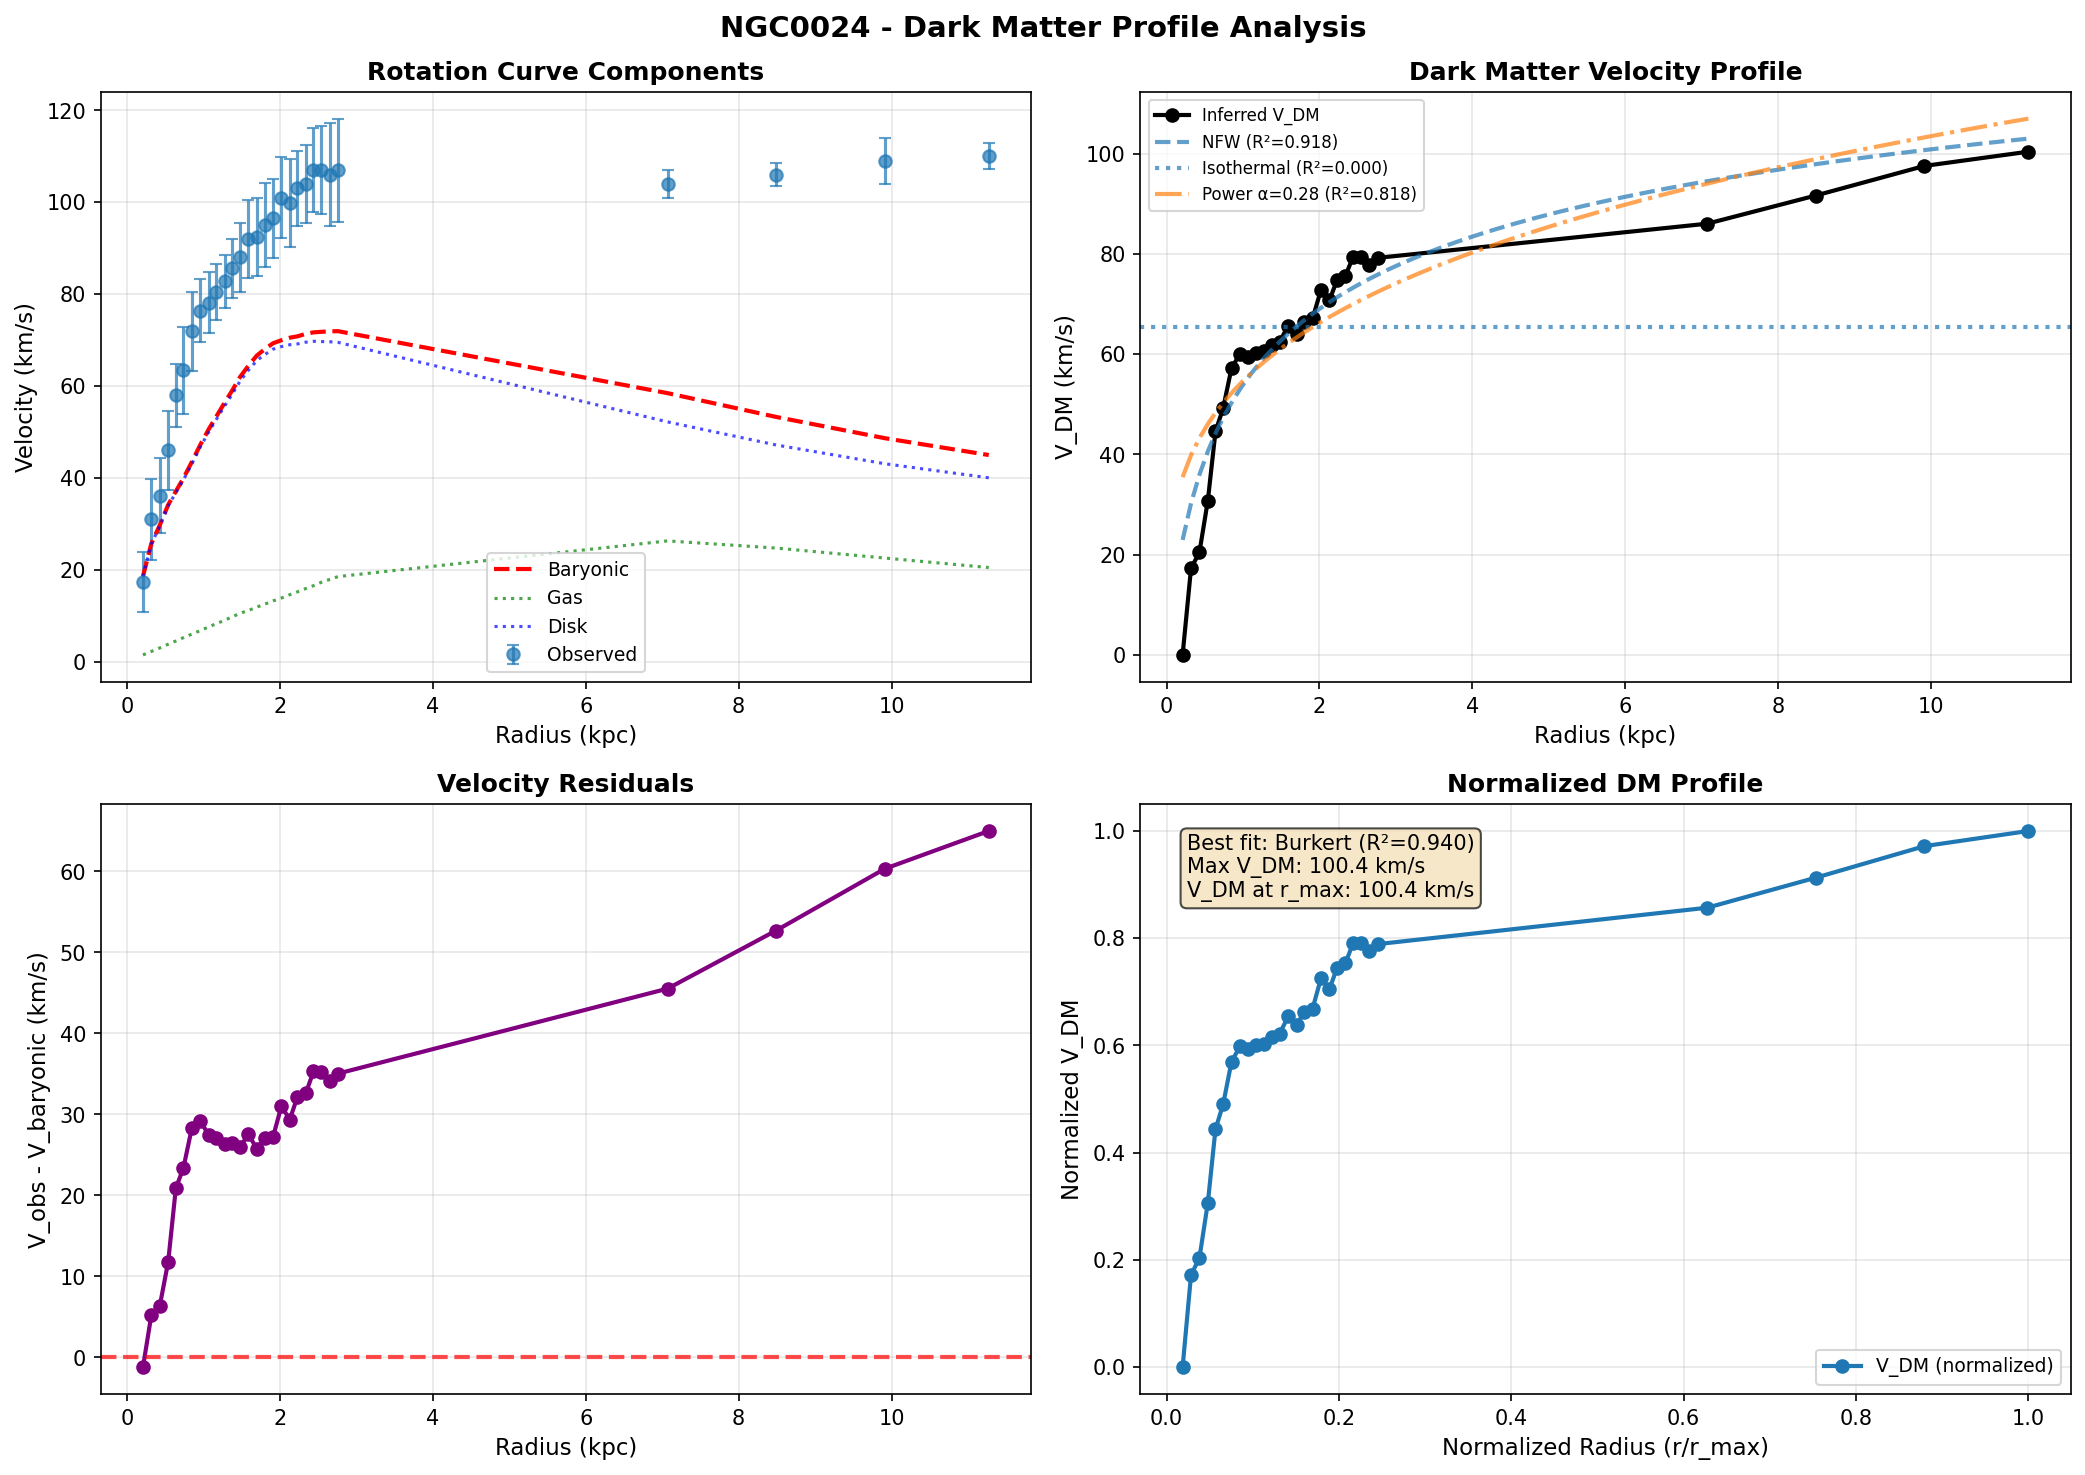 NGC0024 - Dark Matter Profile Analysis
Rotation Curve Components
120
100
80
60
40
20
0
Velocity (km/s)
0 2 4 6 8 10
Radius (kpc)
Baryonic
Gas
Disk
Observed
Dark Matter Velocity Profile
Inferred V_DM
NFW (R²=0.918)
Isothermal (R²=0.000)
Power α=0.28 (R²=0.818)
100
80
60
40
20
0
V_DM (km/s)
0 2 4 6 8 10
Radius (kpc)
Velocity Residuals
60
50
40
30
20
10
0
V_obs - V_baryonic (km/s)
0 2 4 6 8 10
Radius (kpc)
Normalized DM Profile
Best fit: Burkert (R²=0.940)
Max V_DM: 100.4 km/s
V_DM at r_max: 100.4 km/s
1.0
0.8
0.6
0.4
0.2
0.0
Normalized V_DM
V_DM (normalized)
0.0 0.2 0.4 0.6 0.8 1.0
Normalized Radius (r/r_max)